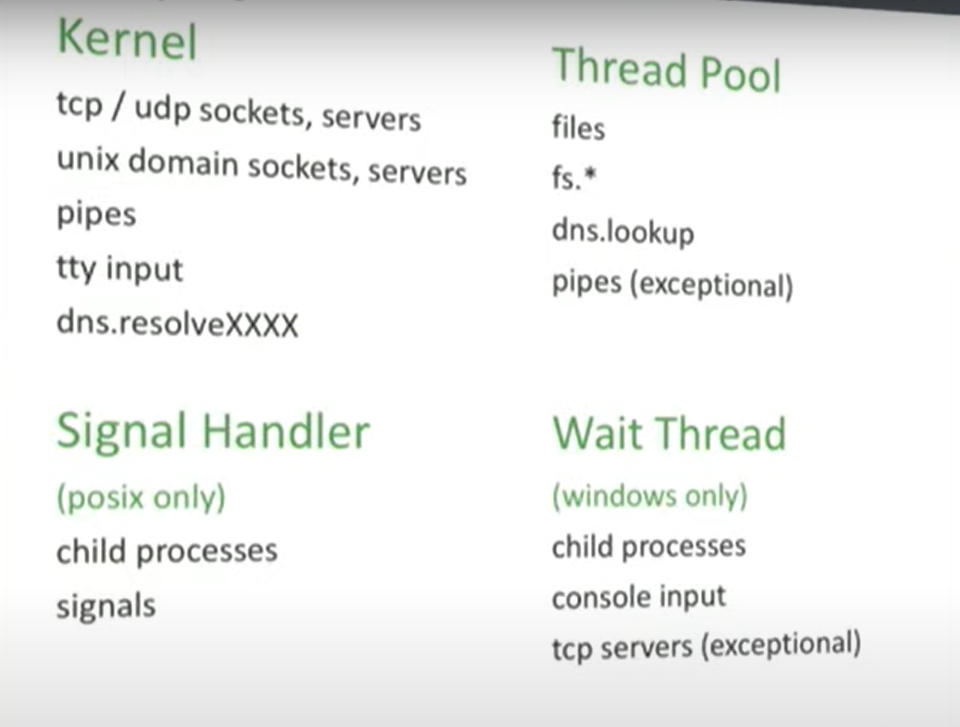 Kernel
tcp / udp sockets, servers
unix domain sockets, servers
pipes
tty input
dns.resolveXXXX
Thread Pool
files
fs.*
dns.lookup
pipes (exceptional)
Signal Handler
(posix only)
child processes
signals
Wait Thread
(windows only)
child processes
console input
tcp servers (exceptional)